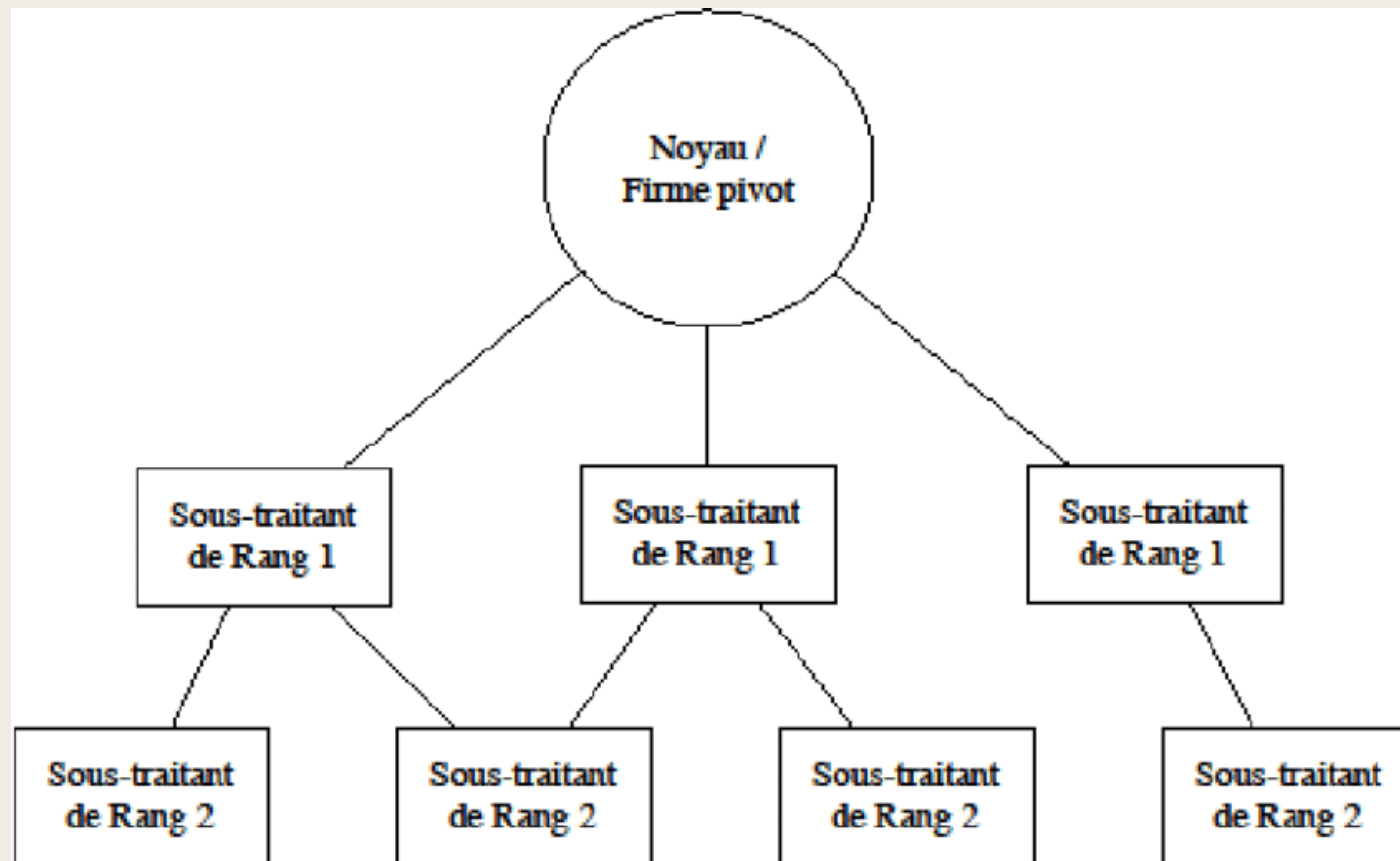 Noyau /
Firme pivot
Sous-traitant
de Rang 1
Sous-traitant
de Rang 1
Sous-traitant
de Rang 1
Sous-traitant
de Rang 2
Sous-traitant
de Rang 2
Sous-traitant
de Rang 2
Sous-traitant
de Rang 2